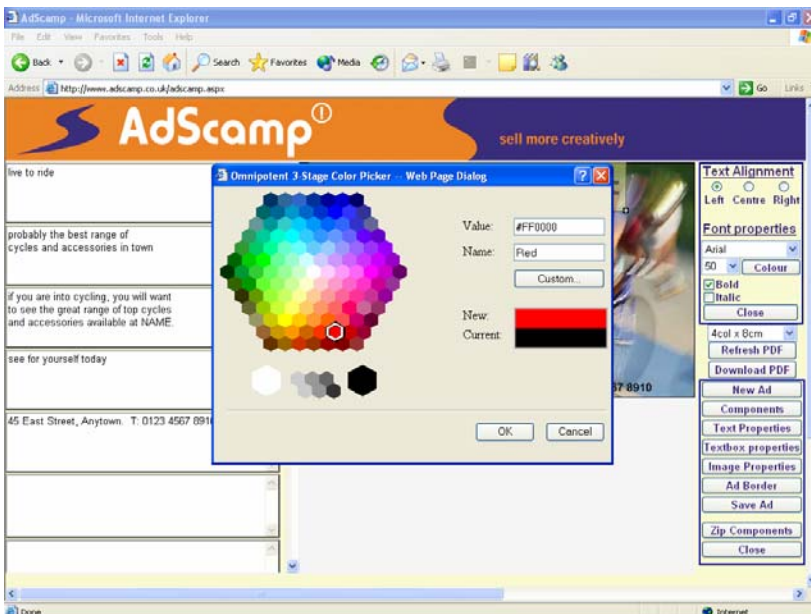 AdScamp - Microsoft Internet Explorer
File Edit View Favorites Tools Help
Back Search Favorites Media
Address http://www.adscamp.co.uk/adscamp.aspx Go Links
AdScamp
sell more creatively
live to ride
probably the best range of
cycles and accessories in town
if you are into cycling, you will want
to see the great range of top cycles
and accessories available at NAME.
see for yourself today
45 East Street, Anytown. T: 0123 4567 891
Omnipotent 3-Stage Color Picker -- Web Page Dialog
Value: #FF0000
Name: Red
Custom...
New:
Current:
OK Cancel
67 8910
Text Alignment
Left Centre Right
Font properties
Arial
50 Colour
Bold
Italic
Close
4col x 8cm
Refresh PDF
Download PDF
New Ad
Components
Text Properties
Textbox properties
Image Properties
Ad Border
Save Ad
Zip Components
Close
Done Internet